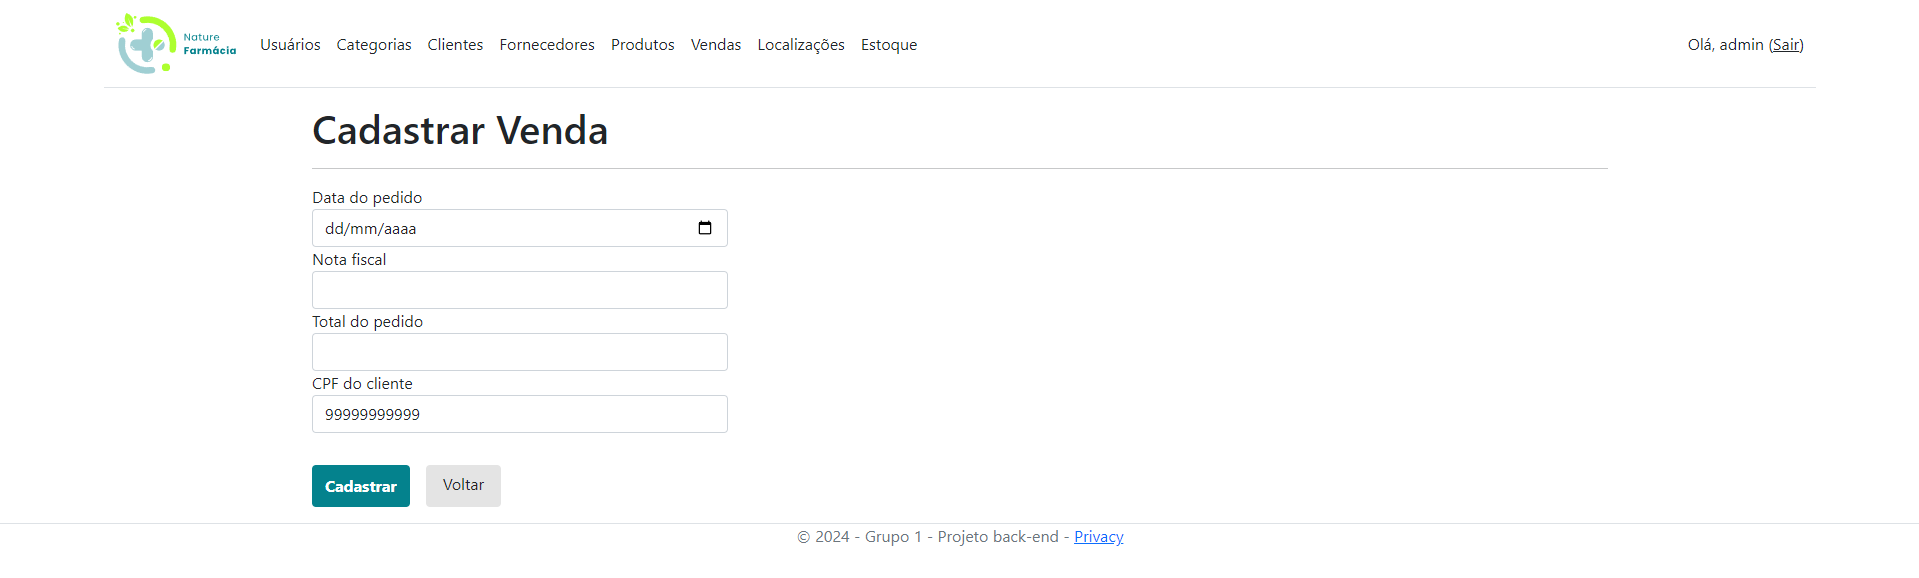 Nature
Farmácia
Usuários Categorias Clientes Fornecedores Produtos Vendas Localizações Estoque Olá, admin (Sair)
Cadastrar Venda
Data do pedido
dd/mm/aaaa
Nota fiscal
Total do pedido
CPF do cliente
99999999999
Cadastrar Voltar
© 2024 - Grupo 1 - Projeto back-end - Privacy